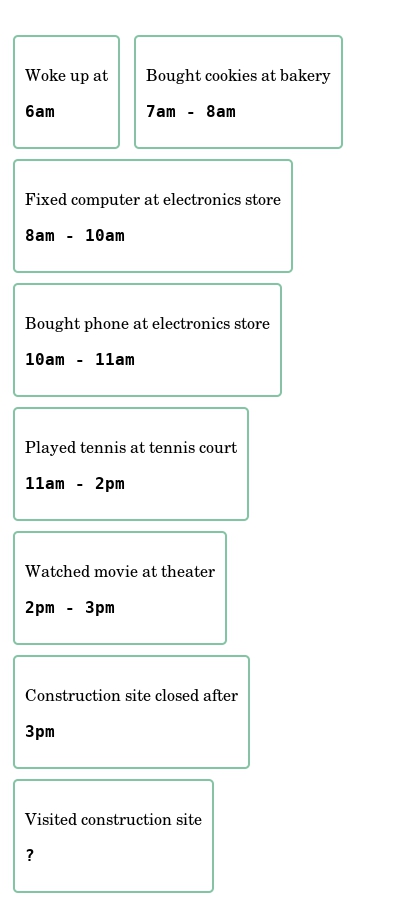 Woke up at
6am
Bought cookies at bakery
7am - 8am
Fixed computer at electronics store
8am - 10am
Bought phone at electronics store
10am - 11am
Played tennis at tennis court
11am - 2pm
Watched movie at theater
2pm - 3pm
Construction site closed after
3pm
Visited construction site
?